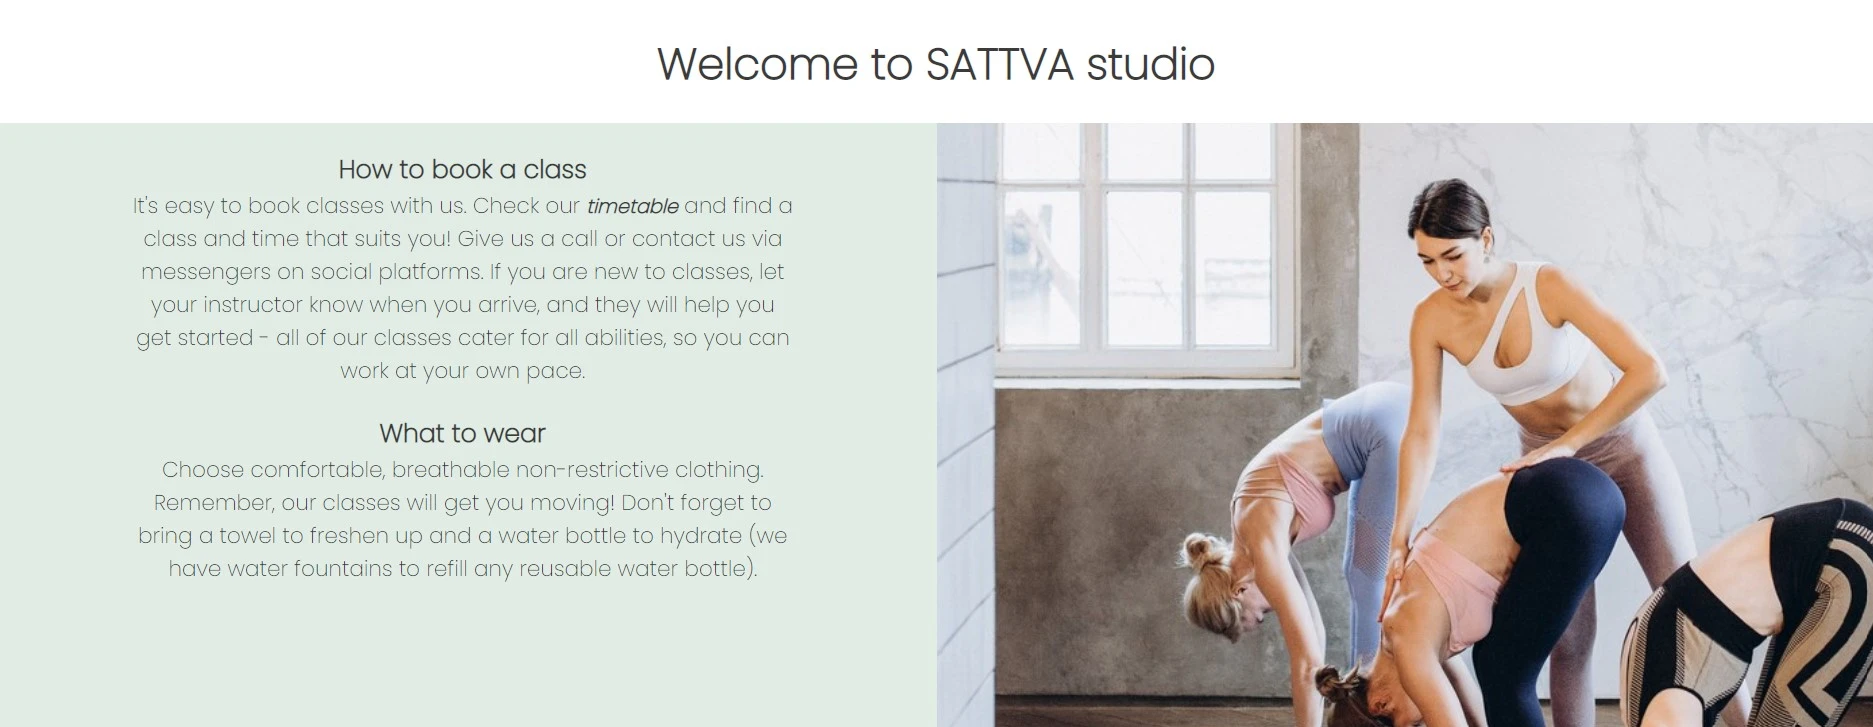 Welcome to SATTVA studio
How to book a class
It's easy to book classes with us. Check our timetable and find a
class and time that suits you! Give us a call or contact us via
messengers on social platforms. If you are new to classes, let
your instructor know when you arrive, and they will help you
get started - all of our classes cater for all abilities, so you can
work at your own pace.
What to wear
Choose comfortable, breathable non-restrictive clothing.
Remember, our classes will get you moving! Don't forget to
bring a towel to freshen up and a water bottle to hydrate (we
have water fountains to refill any reusable water bottle).